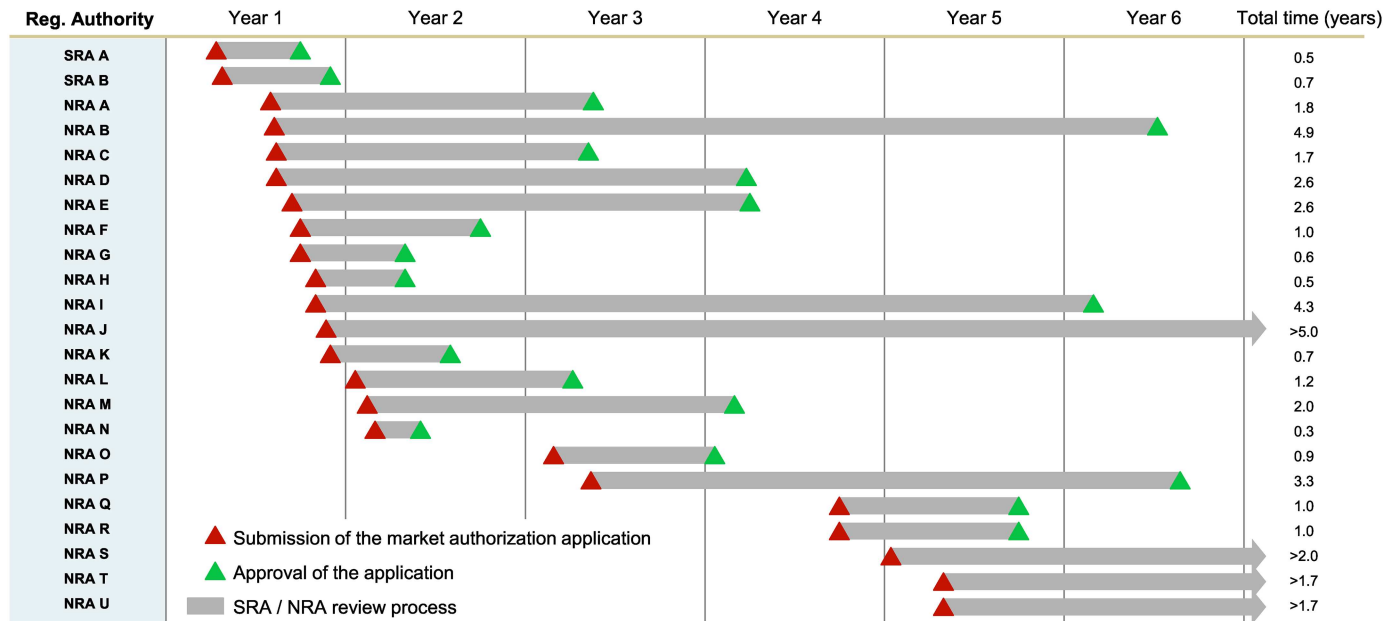 Reg. Authority Year 1 Year 2 Year 3 Year 4 Year 5 Year 6 Total time (years)
SRA A 0.5
SRA B 0.7
NRA A 1.8
NRA B 4.9
NRA C 1.7
NRA D 2.6
NRA E 2.6
NRA F 1.0
NRA G 0.6
NRA H 0.5
NRA I 4.3
NRA J >5.0
NRA K 0.7
NRA L 1.2
NRA M 2.0
NRA N 0.3
NRA O 0.9
NRA P 3.3
NRA Q 1.0
NRA R 1.0
NRA S >2.0
NRA T >1.7
NRA U >1.7
Submission of the market authorization application
Approval of the application
SRA / NRA review process